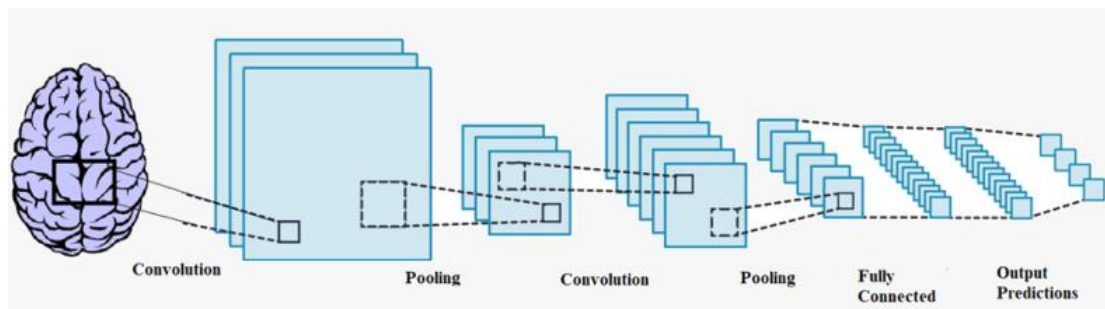 Convolution
Pooling
Convolution
Pooling
Fully
Connected
Output
Predictions